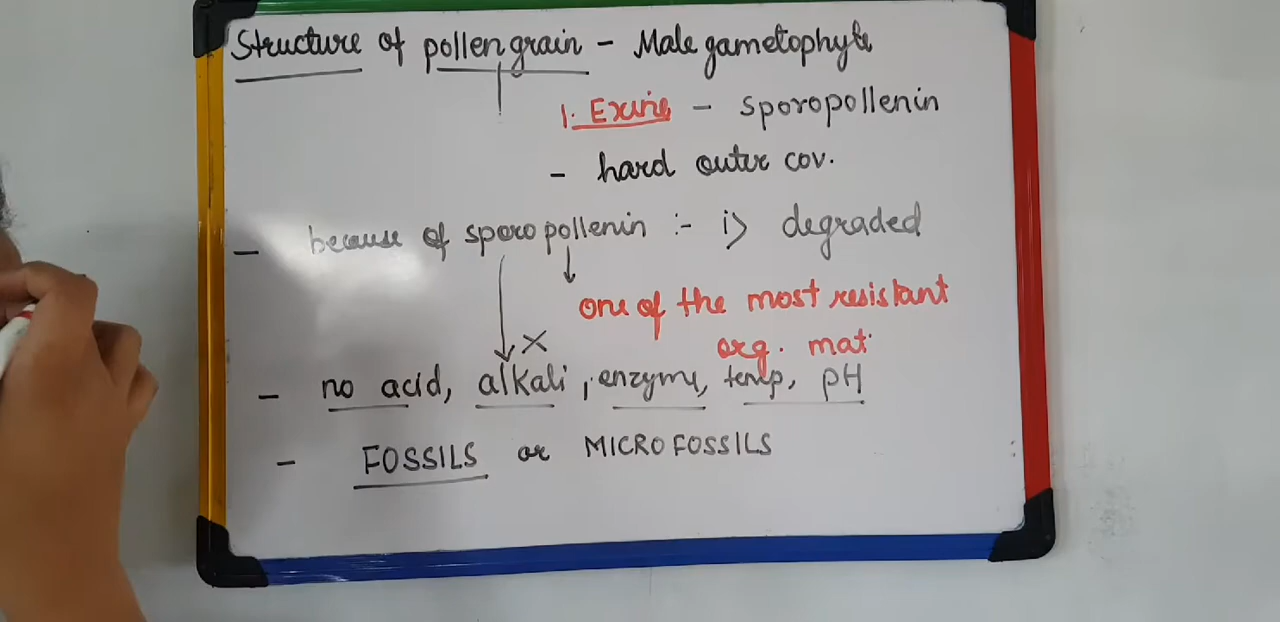 Structure of pollen grain - Male gametophyte
1. Exine - sporopollenin
- hard outer cov.
- because of sporopollenin :- i> degraded
one of the most resistant
org. mat.
X
- no acid, alkali, enzyme, temp, pH
- FOSSILS or MICROFOSSILS